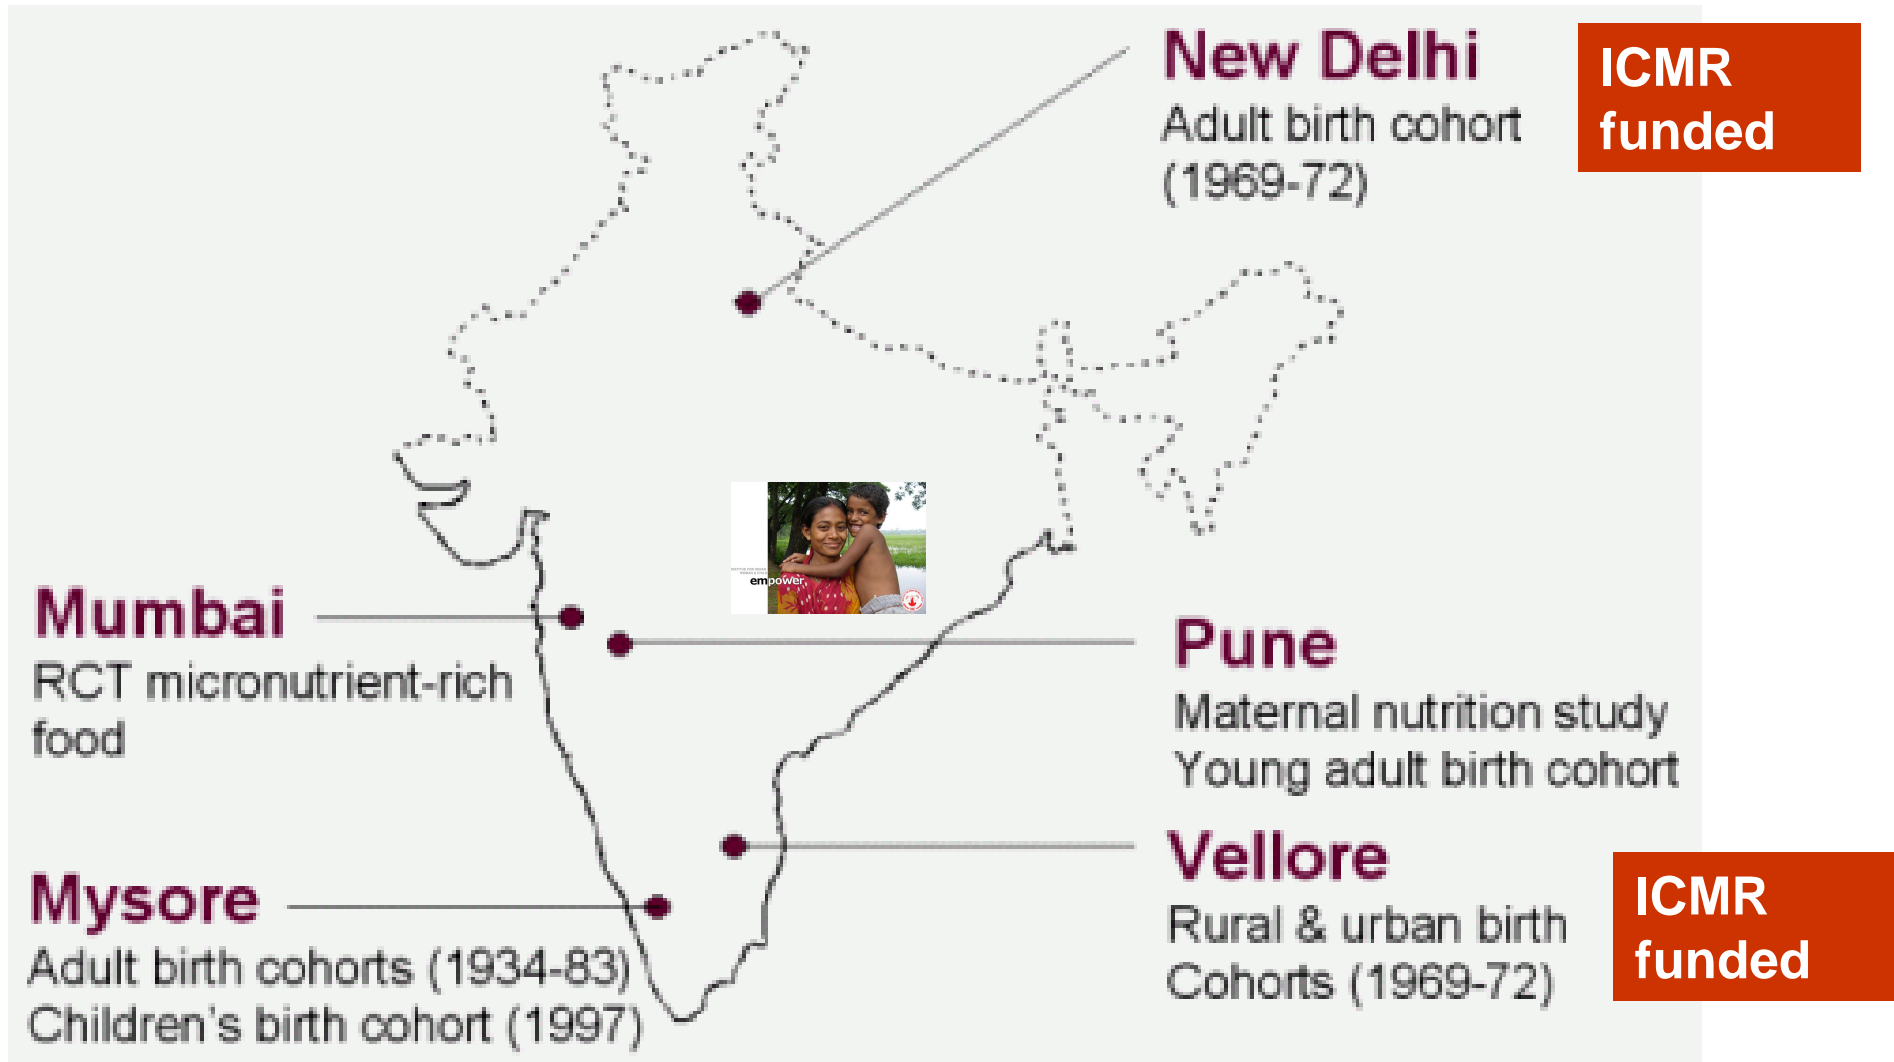 New Delhi
Adult birth cohort
(1969-72)
ICMR
funded
empower
Mumbai
RCT micronutrient-rich
food
Pune
Maternal nutrition study
Young adult birth cohort
Vellore
Rural & urban birth
Cohorts (1969-72)
ICMR
funded
Mysore
Adult birth cohorts (1934-83)
Children's birth cohort (1997)